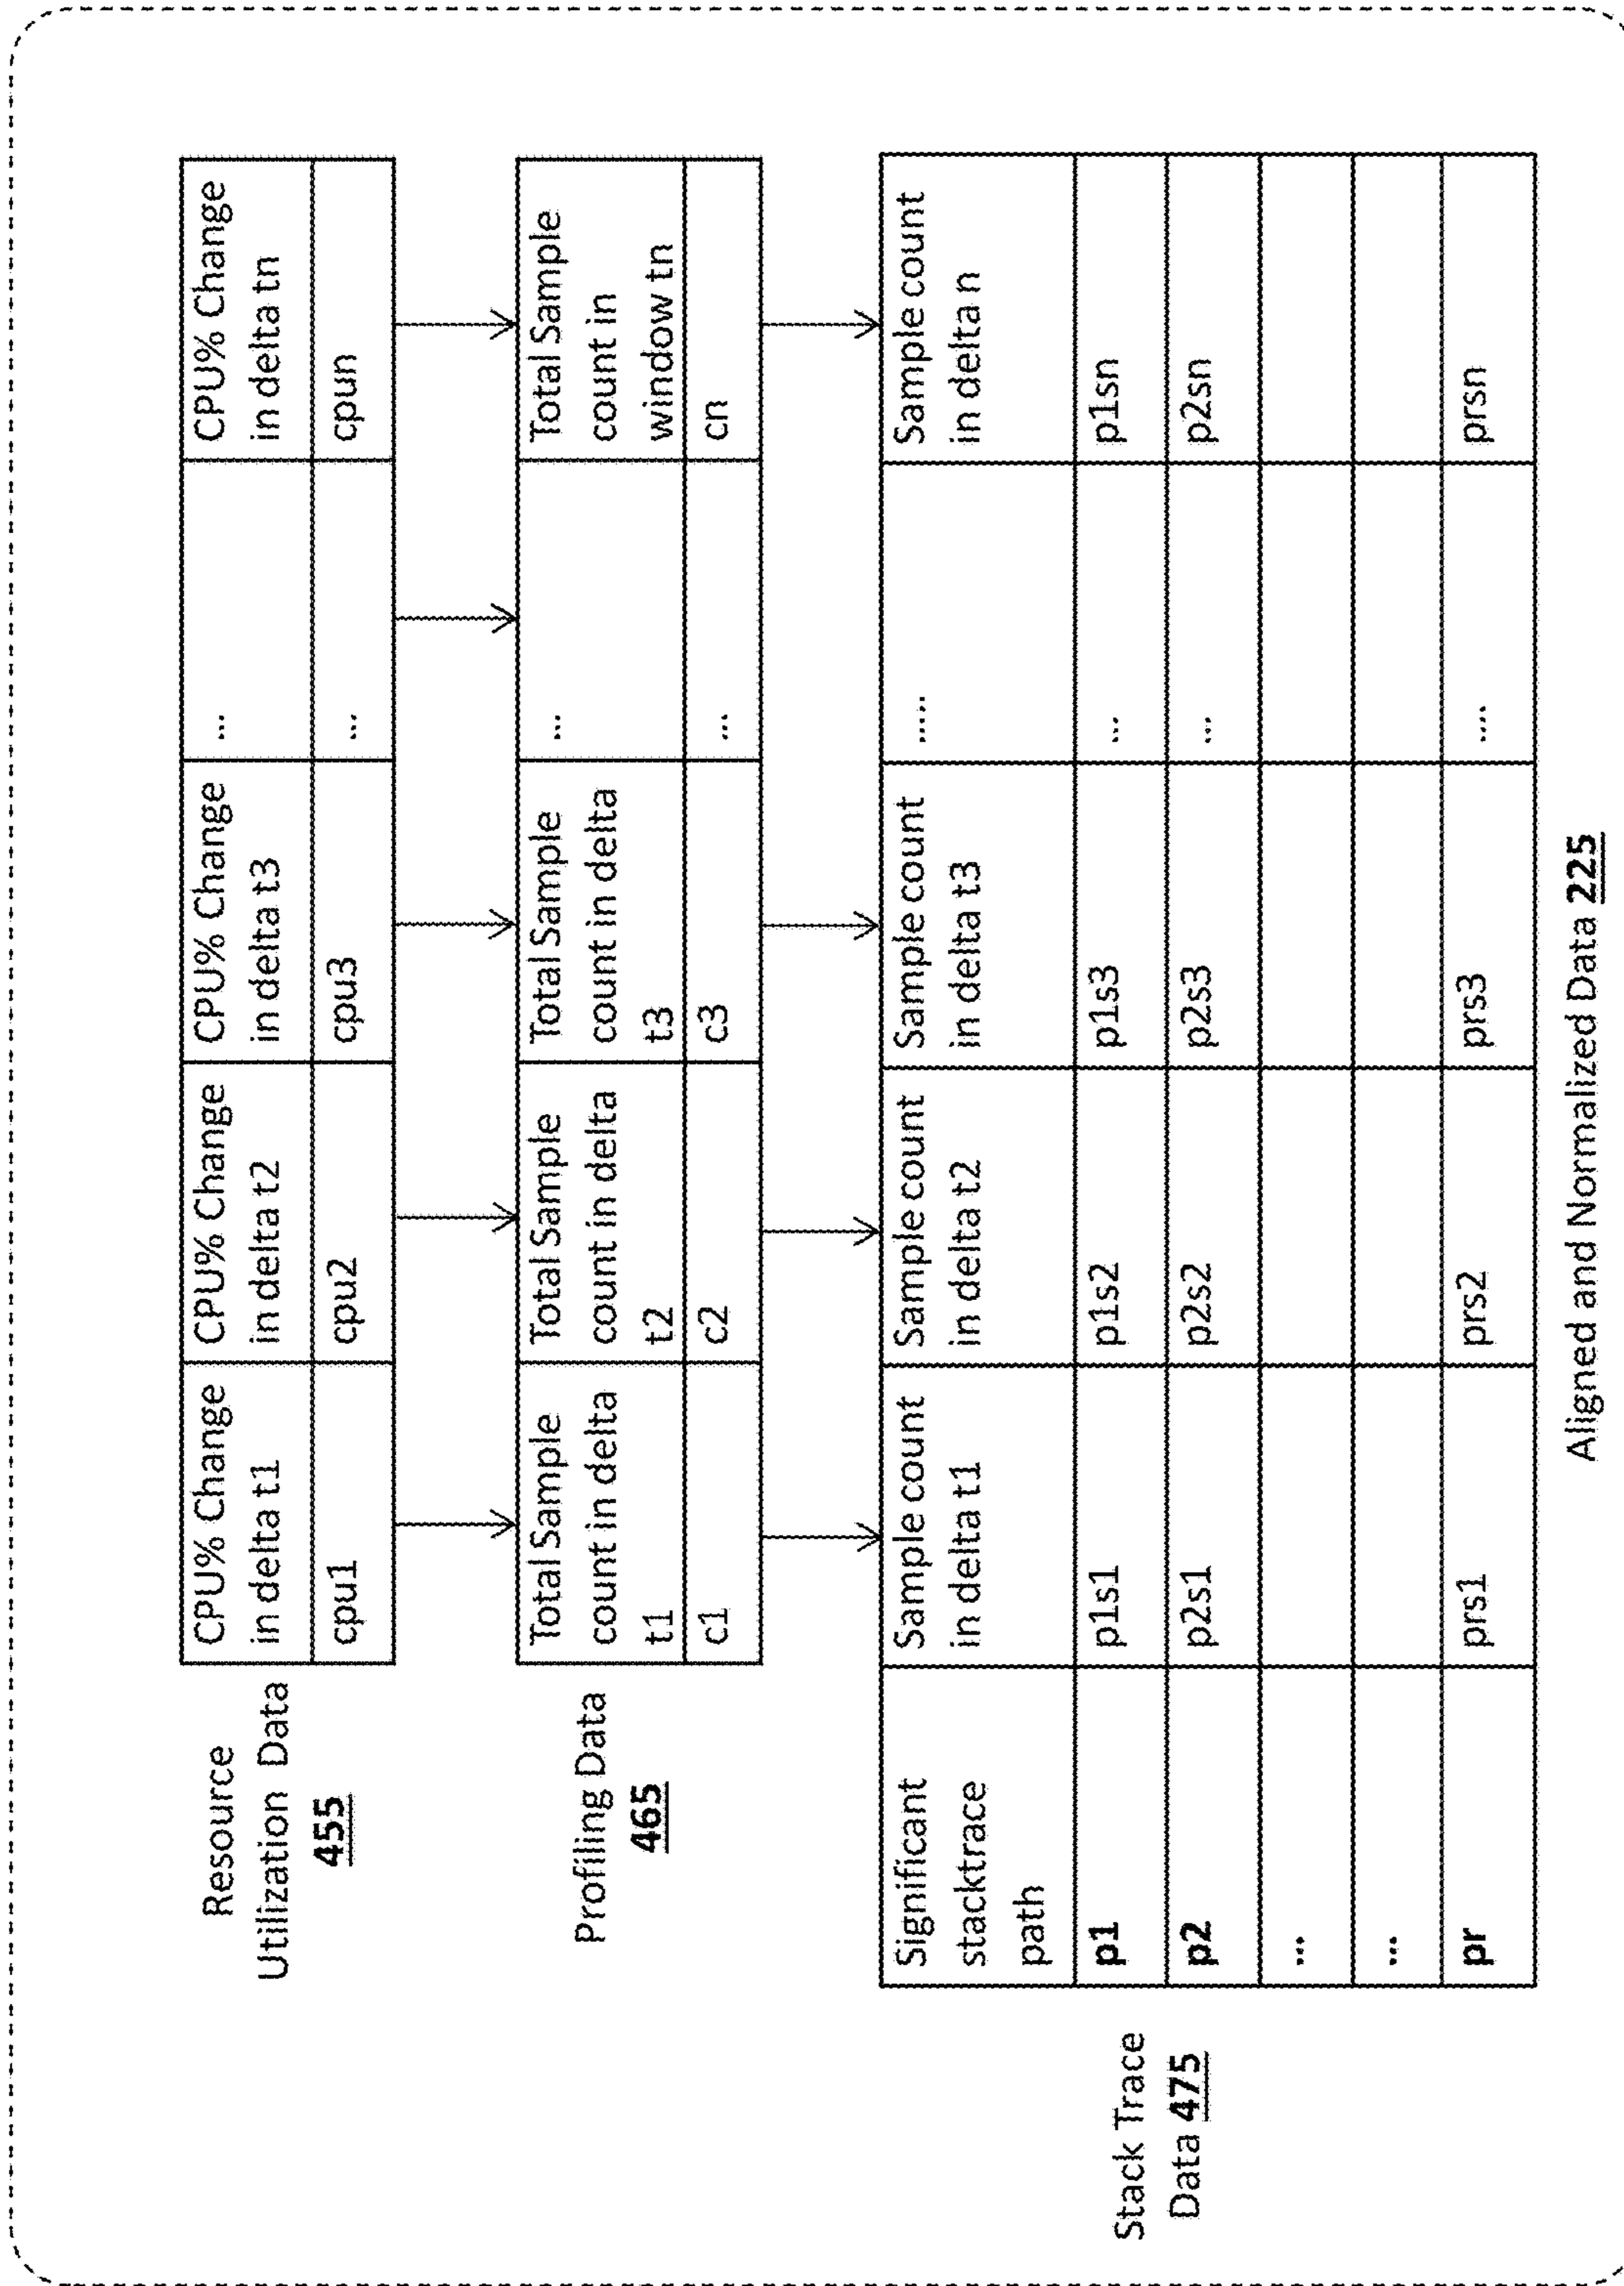 Resource
Utilization Data
455
CPU% Change
in delta t1
CPU% Change
in delta t2
CPU% Change
in delta t3
...
CPU% Change
in delta tn
cpu1
cpu2
cpu3
...
cpun
Profiling Data
465
Total Sample
count in delta
t1
Total Sample
count in delta
t2
Total Sample
count in delta
t3
...
Total Sample
count in
window tn
c1
c2
c3
...
cn
Stack Trace
Data 475
Significant
stacktrace
path
Sample count
in delta t1
Sample count
in delta t2
Sample count
in delta t3
.....
Sample count
in delta n
p1
p1s1
p1s2
p1s3
...
p1sn
p2
p2s1
p2s2
p2s3
...
p2sn
...
...
pr
prs1
prs2
prs3
....
prsn
Aligned and Normalized Data 225